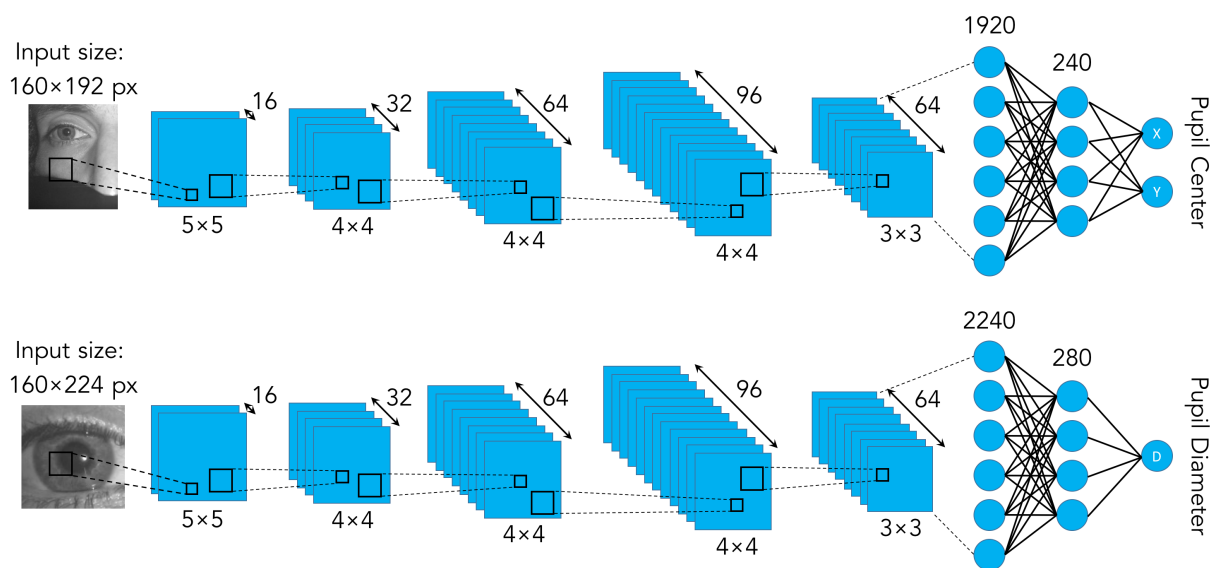 Input size:
160×192 px
16
32
64
96
64
1920
240
5×5
4×4
4×4
4×4
3×3
X
Y
Pupil Center
Input size:
160×224 px
16
32
64
96
64
2240
280
5×5
4×4
4×4
4×4
3×3
D
Pupil Diameter